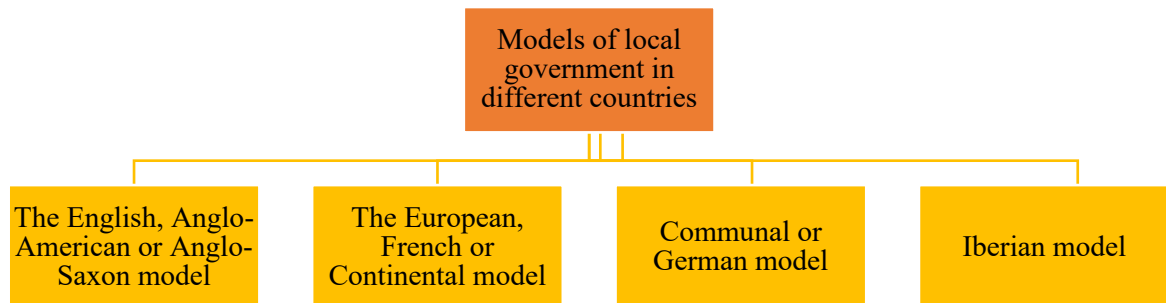 Models of local
government in
different countries
The English, Anglo-
American or Anglo-
Saxon model
The European,
French or
Continental model
Communal or
German model
Iberian model